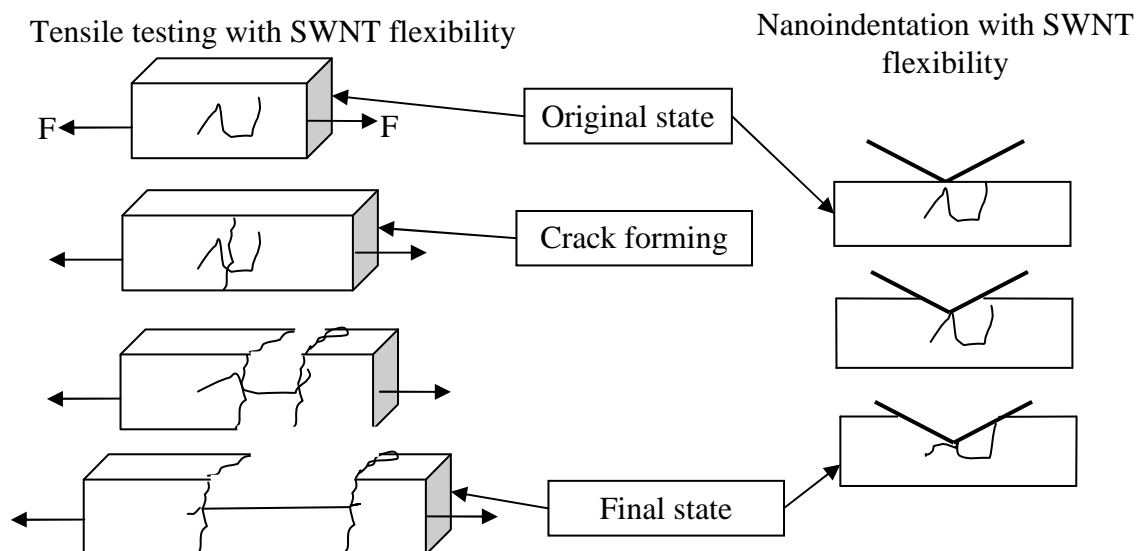 Tensile testing with SWNT flexibility
Nanoindentation with SWNT
flexibility
F
F
Original state
Crack forming
Final state